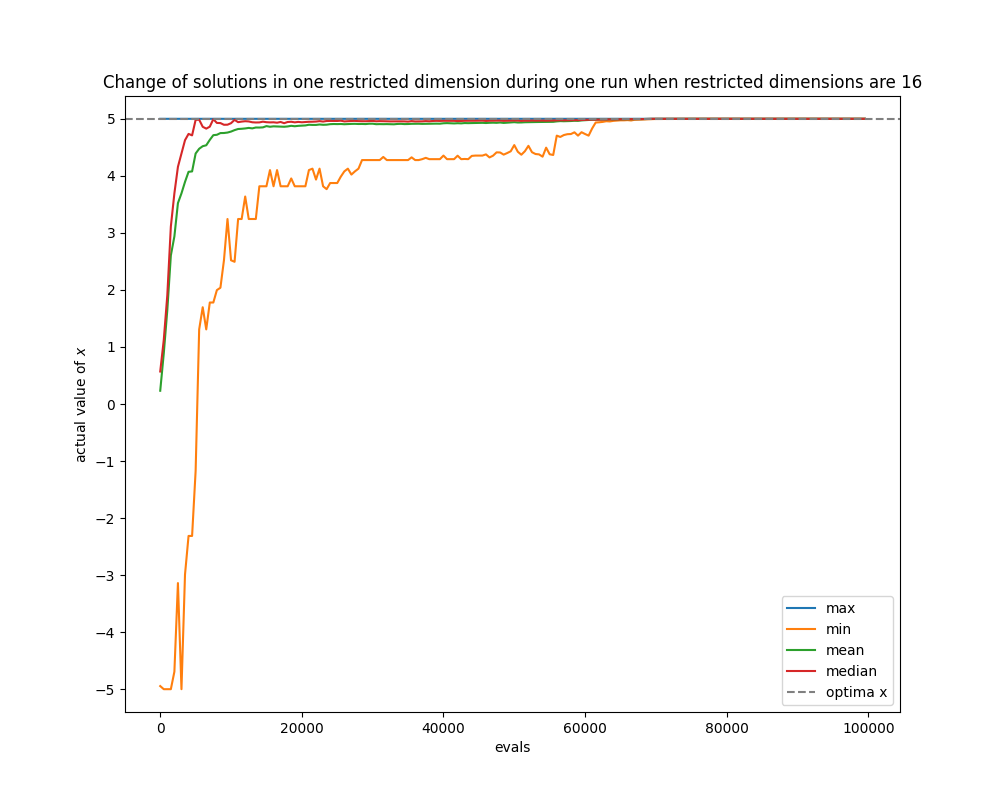 Change of solutions in one restricted dimension during one run when restricted dimensions are 16
5
4
3
2
1
0
−1
−2
−3
−4
−5
actual value of x
0 20000 40000 60000 80000 100000
evals
max
min
mean
median
optima x